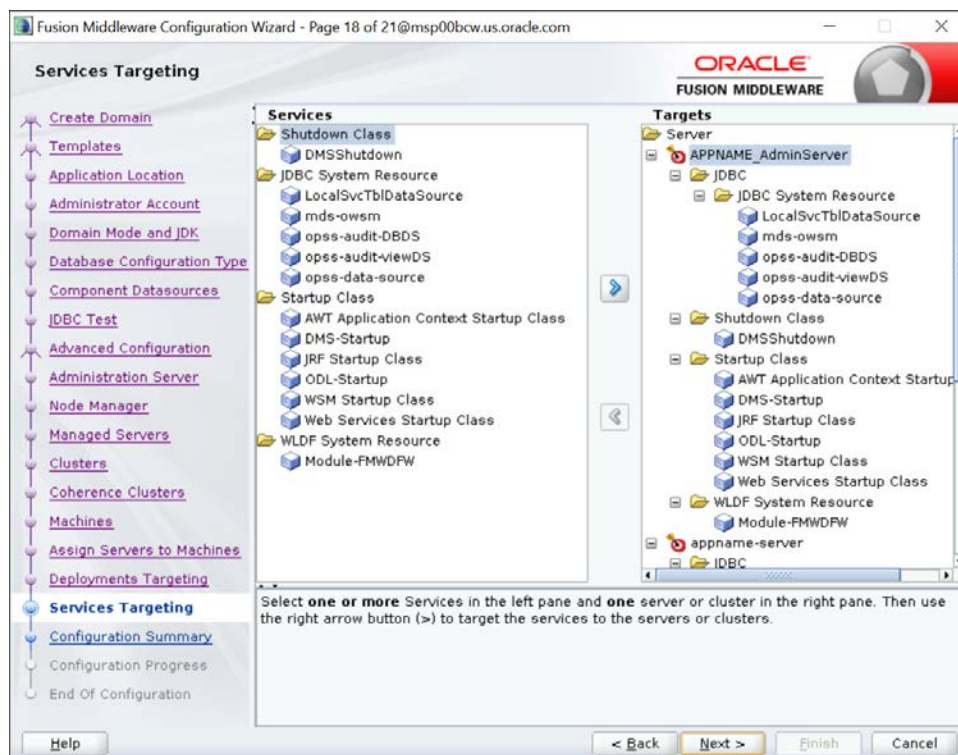 Fusion Middleware Configuration Wizard - Page 18 of 21@msp00bcw.us.oracle.com
Services Targeting
ORACLE
FUSION MIDDLEWARE
Create Domain
Templates
Application Location
Administrator Account
Domain Mode and JDK
Database Configuration Type
Component Datasources
JDBC Test
Advanced Configuration
Administration Server
Node Manager
Managed Servers
Clusters
Coherence Clusters
Machines
Assign Servers to Machines
Deployments Targeting
Services Targeting
Configuration Summary
Configuration Progress
End Of Configuration
Services
Shutdown Class
DMSShutdown
JDBC System Resource
LocalSvcTblDataSource
mds-owsm
opss-audit-DBDS
opss-audit-viewDS
opss-data-source
Startup Class
AWT Application Context Startup Class
DMS-Startup
JRF Startup Class
ODL-Startup
WSM Startup Class
Web Services Startup Class
WLDF System Resource
Module-FMWDFW
Targets
Server
APPNAME_AdminServer
JDBC
JDBC System Resource
LocalSvcTblDataSource
mds-owsm
opss-audit-DBDS
opss-audit-viewDS
opss-data-source
Shutdown Class
DMSShutdown
Startup Class
AWT Application Context Startup
DMS-Startup
JRF Startup Class
ODL-Startup
WSM Startup Class
Web Services Startup Class
WLDF System Resource
Module-FMWDFW
appname-server
JDBC
Select one or more Services in the left pane and one server or cluster in the right pane. Then use
the right arrow button (>) to target the services to the servers or clusters.
Help
< Back
Next >
Finish
Cancel